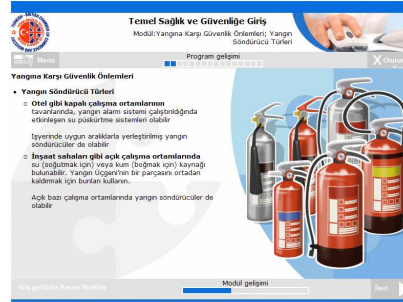 Temel Sağlık ve Güvenliğe Giriş
Modül:Yangına Karşı Güvenlik Önlemleri; Yangın
Söndürücü Türleri
Menü
Program gelişimi
Yangına Karşı Güvenlik Önlemleri
• Yangın Söndürücü Türleri
o Otel gibi kapalı çalışma ortamlarının
tavanlarında, yangın alarm sistemi çalıştırıldığında
etkinleşen su püskürtme sistemleri olabilir
İşyerinde uygun aralıklarla yerleştirilmiş yangın
söndürücüler de olabilir
o İnşaat sahaları gibi açık çalışma ortamlarında
su (soğutmak için) veya kum (boğmak için) kaynağı
bulunabilir. Yangın Üçgeni'nin bir parçasını ortadan
kaldırmak için bunları kullanın.
Açık bazı çalışma ortamlarında yangın söndürücüler de
olabilir
Modül gelişimi
İleri